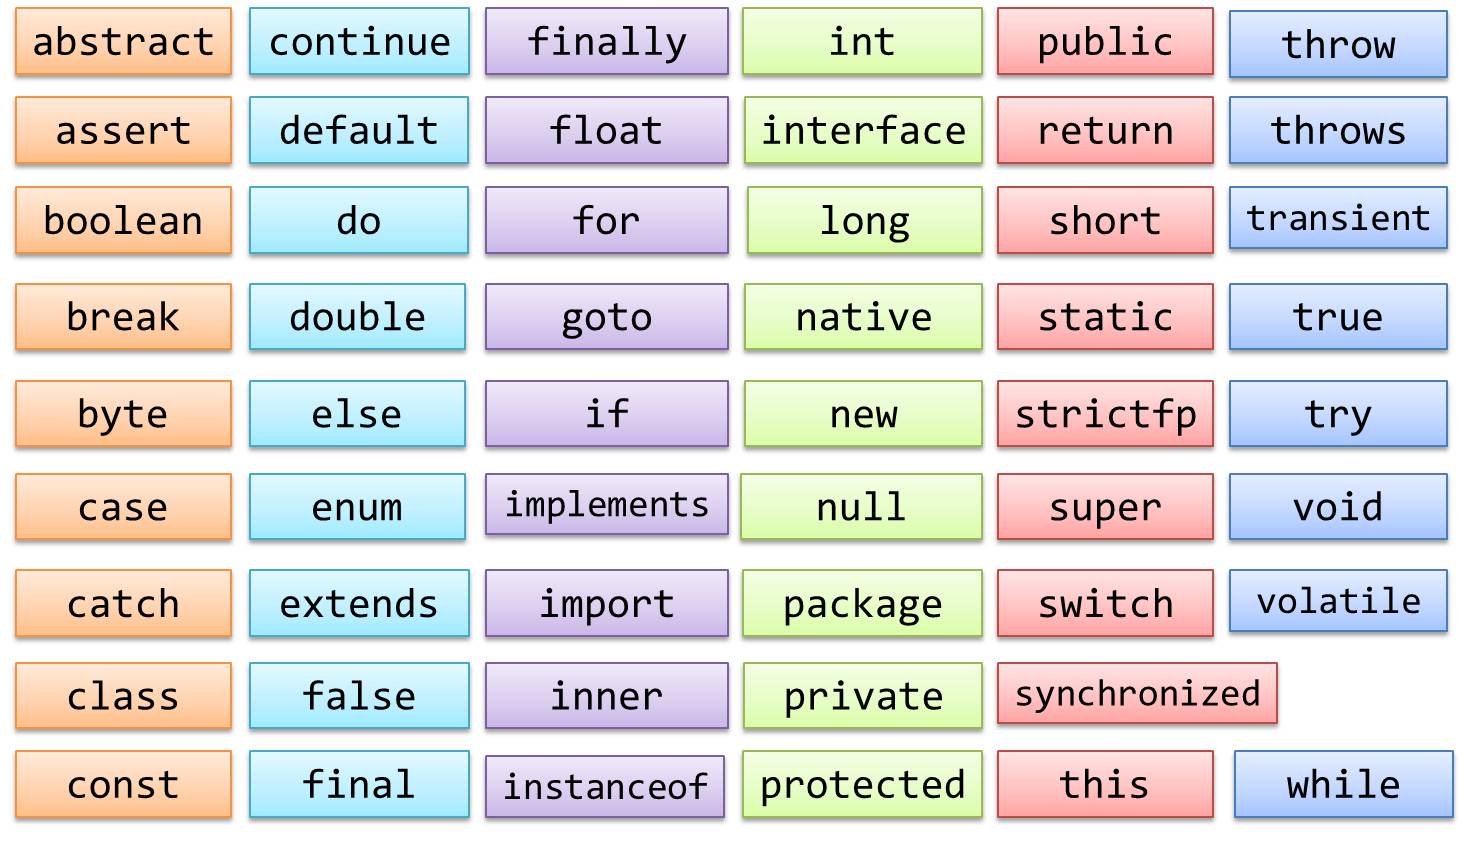 abstract continue finally int public throw
assert default float interface return throws
boolean do for long short transient
break double goto native static true
byte else if new strictfp try
case enum implements null super void
catch extends import package switch volatile
class false inner private synchronized
const final instanceof protected this while